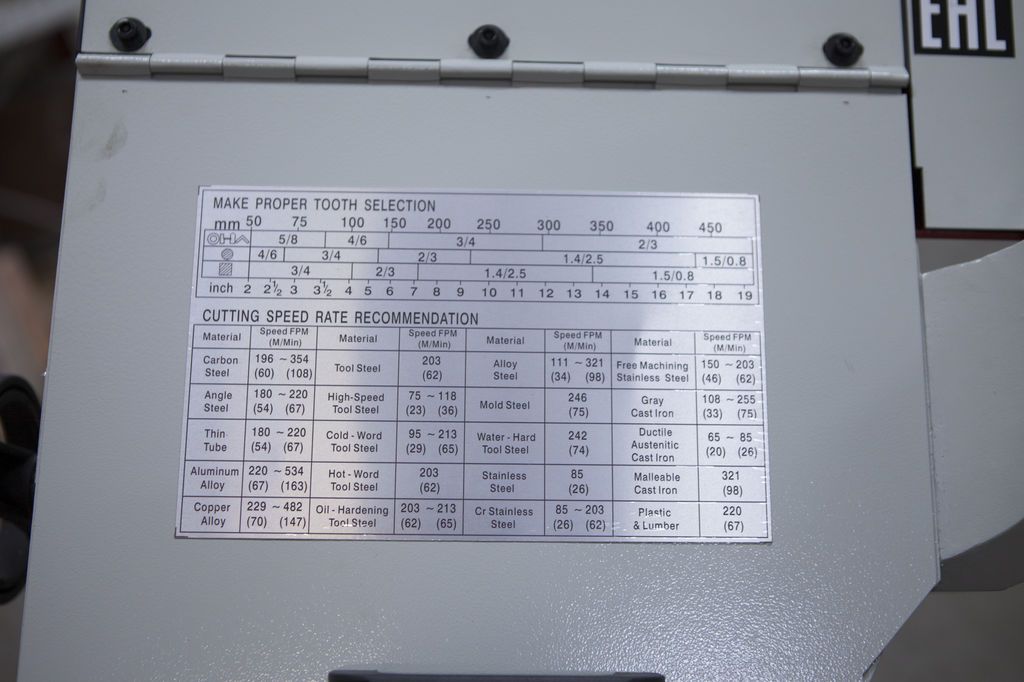 EAC
MAKE PROPER TOOTH SELECTION
mm 50 75 100 150 200 250 300 350 400 450
5/8 4/6 3/4 2/3
4/6 3/4 2/3 1.4/2.5 1.5/0.8
3/4 2/3 1.4/2.5 1.5/0.8
inch 2 2½ 3 3½ 4 5 6 7 8 9 10 11 12 13 14 15 16 17 18 19
CUTTING SPEED RATE RECOMMENDATION
Material Speed FPM (M/Min) Material Speed FPM (M/Min) Material Speed FPM (M/Min) Material Speed FPM (M/Min)
Carbon Steel 196 ~ 354 (60) (108) Tool Steel 203 (62) Alloy Steel 111 ~ 321 (34) (98) Free Machining Stainless Steel 150 ~ 203 (46) (62)
Angle Steel 180 ~ 220 (54) (67) High-Speed Tool Steel 75 ~ 118 (23) (36) Mold Steel 246 (75) Gray Cast Iron 108 ~ 255 (33) (75)
Thin Tube 180 ~ 220 (54) (67) Cold - Word Tool Steel 95 ~ 213 (29) (65) Water - Hard Tool Steel 242 (74) Ductile Austenitic Cast Iron 65 ~ 85 (20) (26)
Aluminum Alloy 220 ~ 534 (67) (163) Hot - Word Tool Steel 203 (62) Stainless Steel 85 (26) Malleable Cast Iron 321 (98)
Copper Alloy 229 ~ 482 (70) (147) Oil - Hardening Tool Steel 203 ~ 213 (62) (65) Cr Stainless Steel 85 ~ 203 (26) (62) Plastic & Lumber 220 (67)